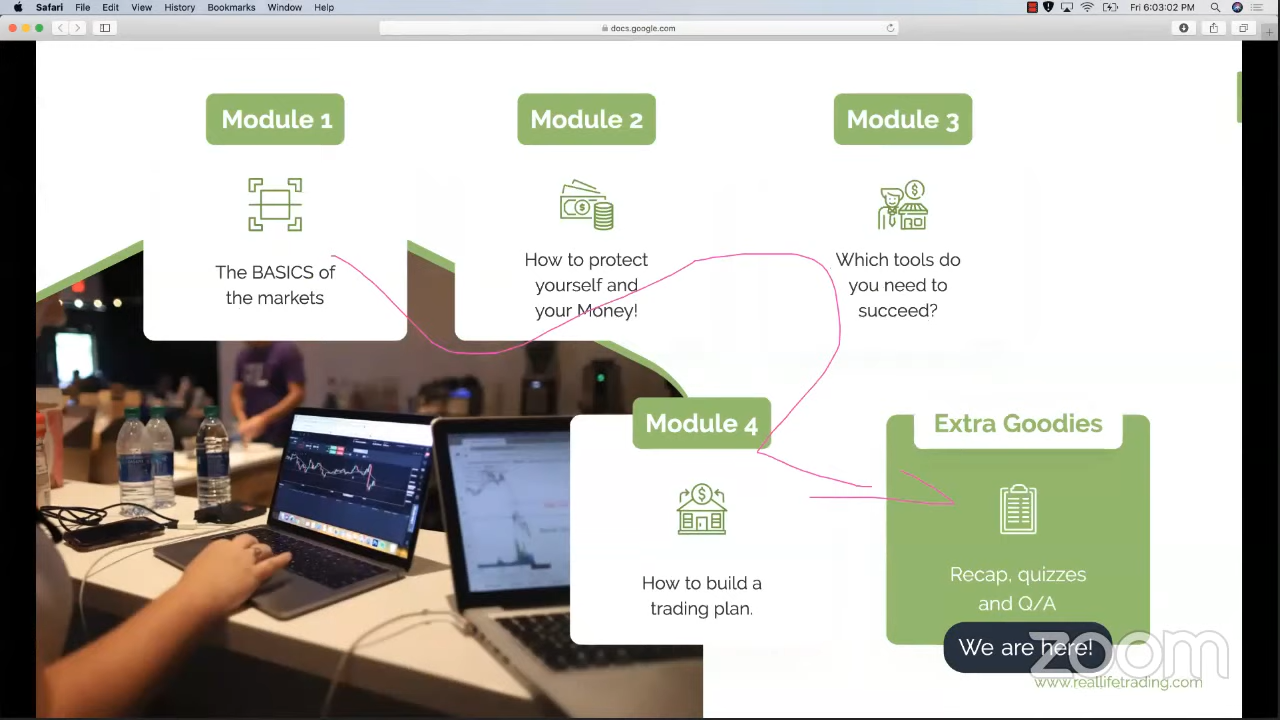 Safari File Edit View History Bookmarks Window Help Fri 6:03:02 PM
docs.google.com
Module 1
The BASICS of
the markets
Module 2
How to protect
yourself and
your Money!
Module 3
Which tools do
you need to
succeed?
Module 4
How to build a
trading plan.
Extra Goodies
Recap, quizzes
and Q/A
We are here!
zoom
www.reallifetrading.com